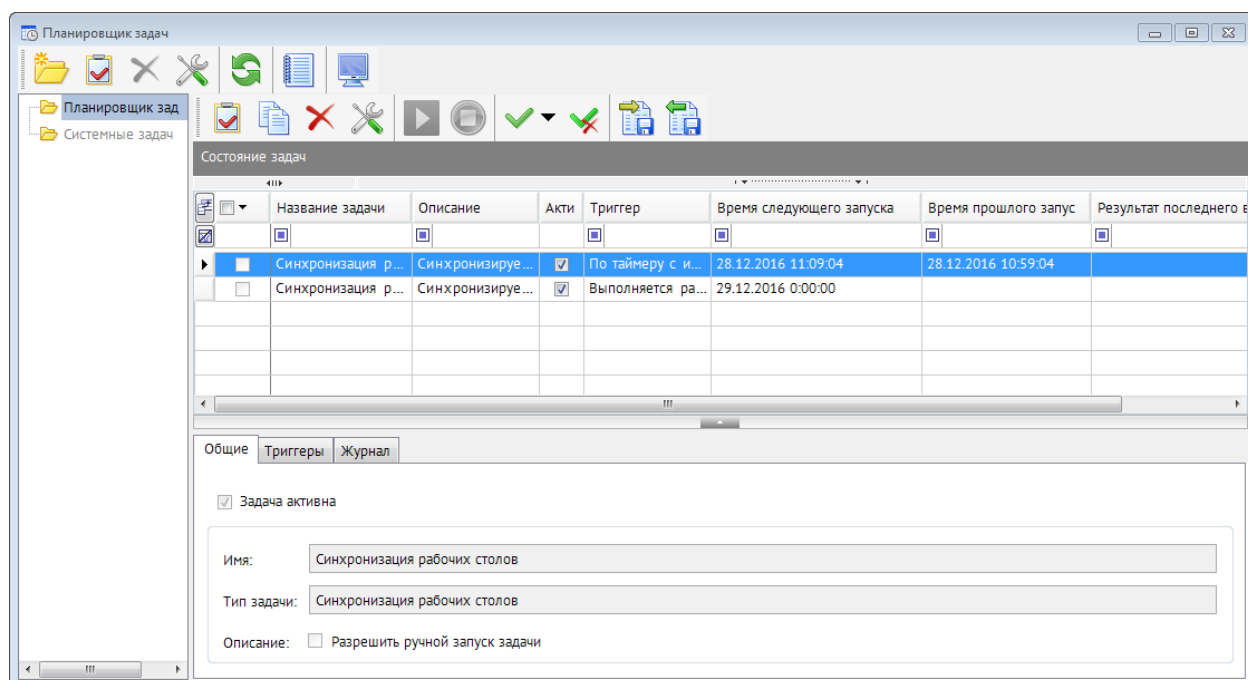 Планировщик задач
Планировщик зад
Системные задач
Состояние задач
Название задачи Описание Акти Триггер Время следующего запуска Время прошлого запус Результат последнего в
Синхронизация р... Синхронизируе... По таймеру с и... 28.12.2016 11:09:04 28.12.2016 10:59:04
Синхронизация р... Синхронизируе... Выполняется ра... 29.12.2016 0:00:00
Общие Триггеры Журнал
Задача активна
Имя: Синхронизация рабочих столов
Тип задачи: Синхронизация рабочих столов
Описание: Разрешить ручной запуск задачи